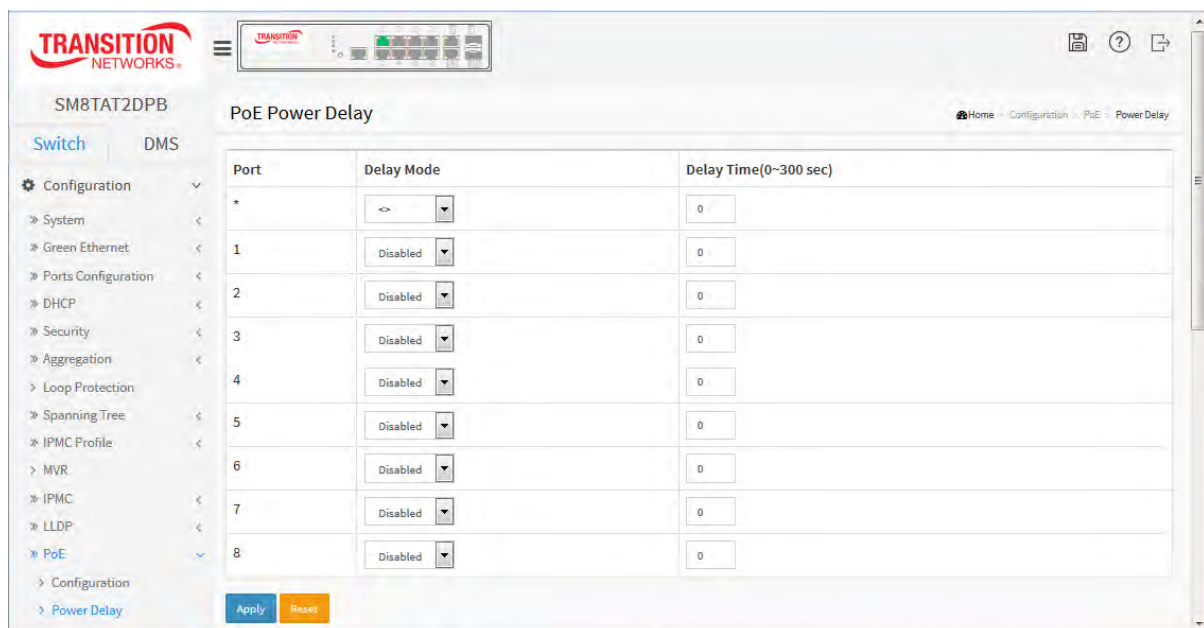 TRANSITION
NETWORKS®
TRANSITION
SM8TAT2DPB
Switch DMS
Configuration
» System
» Green Ethernet
» Ports Configuration
» DHCP
» Security
» Aggregation
> Loop Protection
» Spanning Tree
» IPMC Profile
> MVR
» IPMC
» LLDP
» PoE
> Configuration
> Power Delay
PoE Power Delay
Home > Configuration > PoE > Power Delay
Port Delay Mode Delay Time(0~300 sec)
* <> 0
1 Disabled 0
2 Disabled 0
3 Disabled 0
4 Disabled 0
5 Disabled 0
6 Disabled 0
7 Disabled 0
8 Disabled 0
Apply Reset